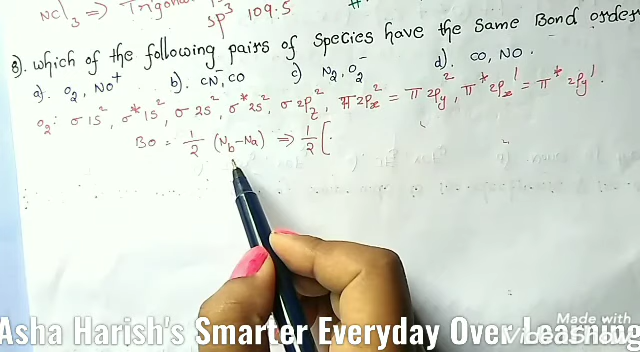 NCl3 => Trigonal
SP3 109.5
8). Which of the following pairs of species have the same Bond order
a). O2, NO+ b). CN-, CO c) N2, O2- d). CO, NO.
O2: σ1S², σ*1S², σ2S², σ*2S², σ2Pz², π2Px² = π2Py², π*2Px¹ = π*2Py¹.
BO = 1/2 (Nb-Na) => 1/2 [
Asha Harish's Smarter Everyday Over Learning
Made with
VideoShow